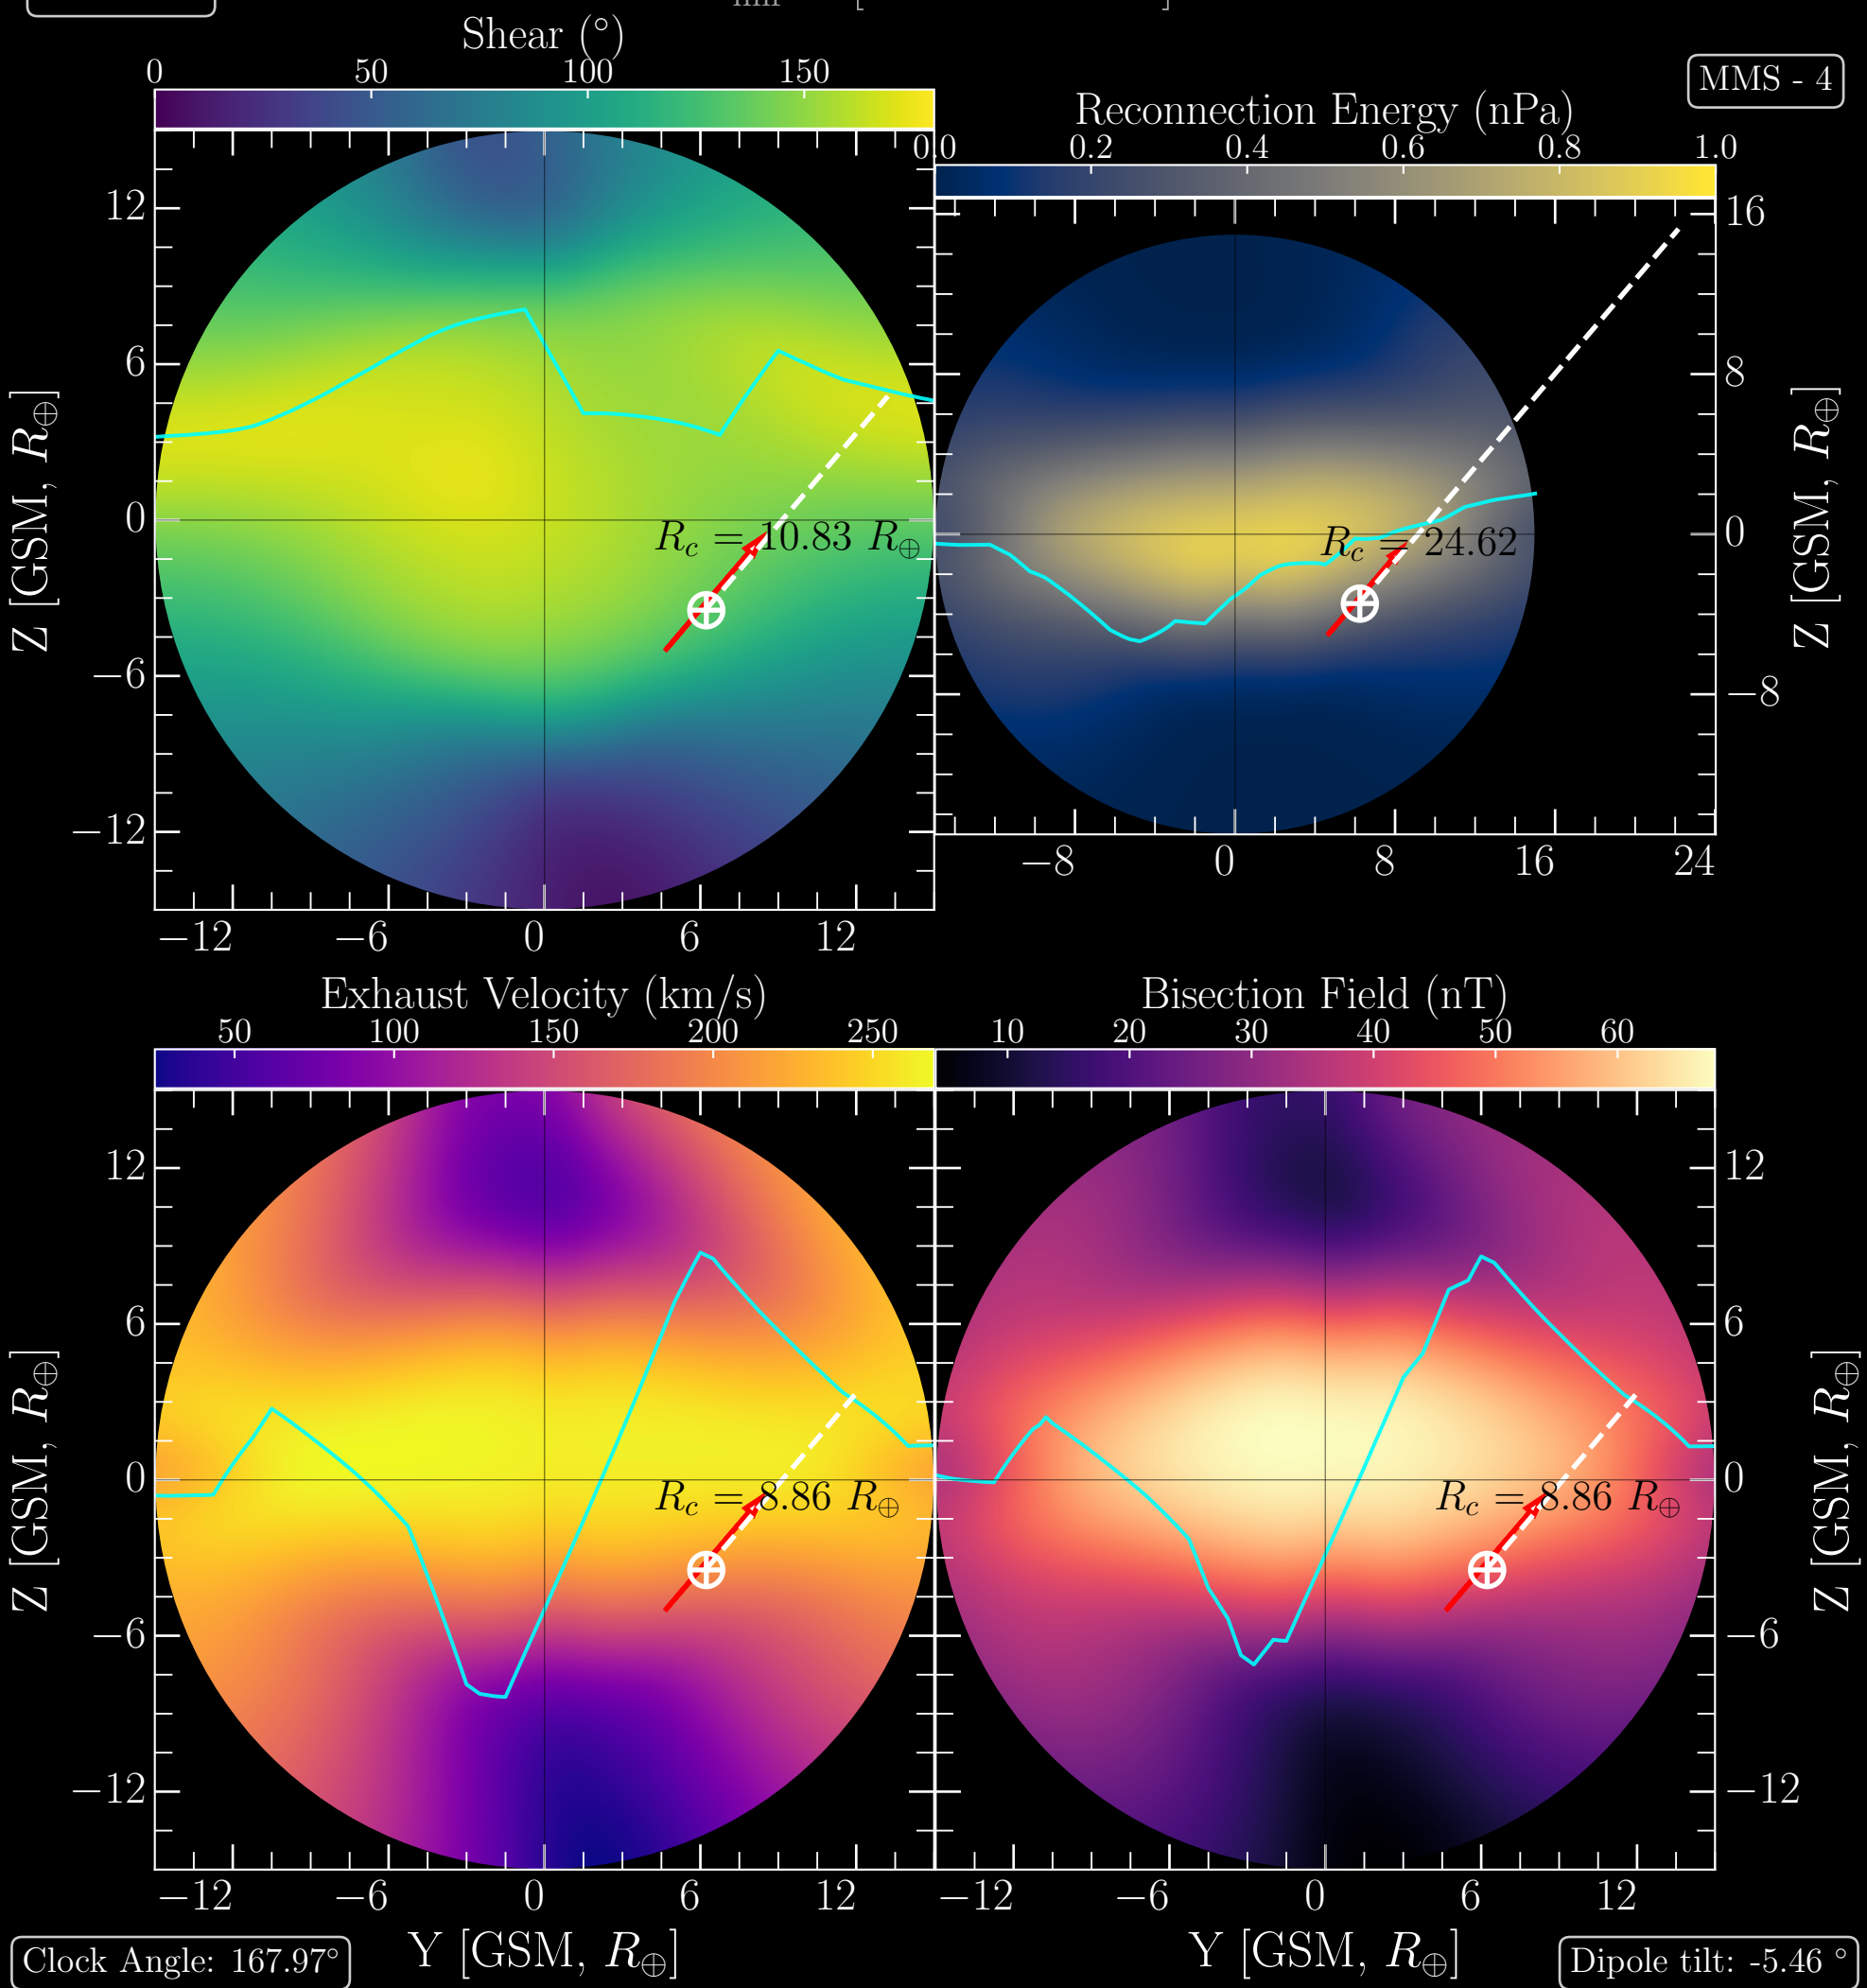 Shear (°)
0 50 100 150
MMS - 4
Reconnection Energy (nPa)
0.0 0.2 0.4 0.6 0.8 1.0
Z [GSM, R⊕]
12
6
0
−6
−12
R_c = 10.83 R⊕
−12 −6 0 6 12
16
8
0
−8
Z [GSM, R⊕]
R_c = 24.62
−8 0 8 16 24
Exhaust Velocity (km/s)
50 100 150 200 250
Bisection Field (nT)
10 20 30 40 50 60
Z [GSM, R⊕]
12
6
0
−6
−12
R_c = 8.86 R⊕
−12 −6 0 6 12
Y [GSM, R⊕]
R_c = 8.86 R⊕
12
6
0
−6
−12
Z [GSM, R⊕]
−12 −6 0 6 12
Y [GSM, R⊕]
Clock Angle: 167.97°
Dipole tilt: -5.46 °